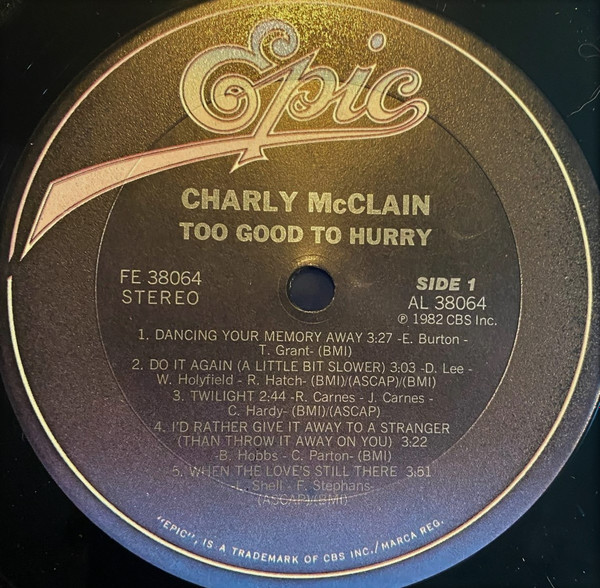 Epic
CHARLY McCLAIN
TOO GOOD TO HURRY
FE 38064
STEREO
SIDE 1
AL 38064
℗ 1982 CBS Inc.
1. DANCING YOUR MEMORY AWAY 3:27 -E. Burton -
T. Grant- (BMI)
2. DO IT AGAIN (A LITTLE BIT SLOWER) 3:03 -D. Lee -
W. Holyfield - R. Hatch- (BMI)/(ASCAP)/(BMI)
3. TWILIGHT 2:44 -R. Carnes - J. Carnes -
C. Hardy- (BMI)/(ASCAP)
4. I'D RATHER GIVE IT AWAY TO A STRANGER
(THAN THROW IT AWAY ON YOU) 3:22
-B. Hobbs - C. Parton- (BMI)
5. WHEN THE LOVE'S STILL THERE 3:51
-L. Shell - F. Stephans-
(ASCAP)/(BMI)
"EPIC", IS A TRADEMARK OF CBS INC./MARCA REG.